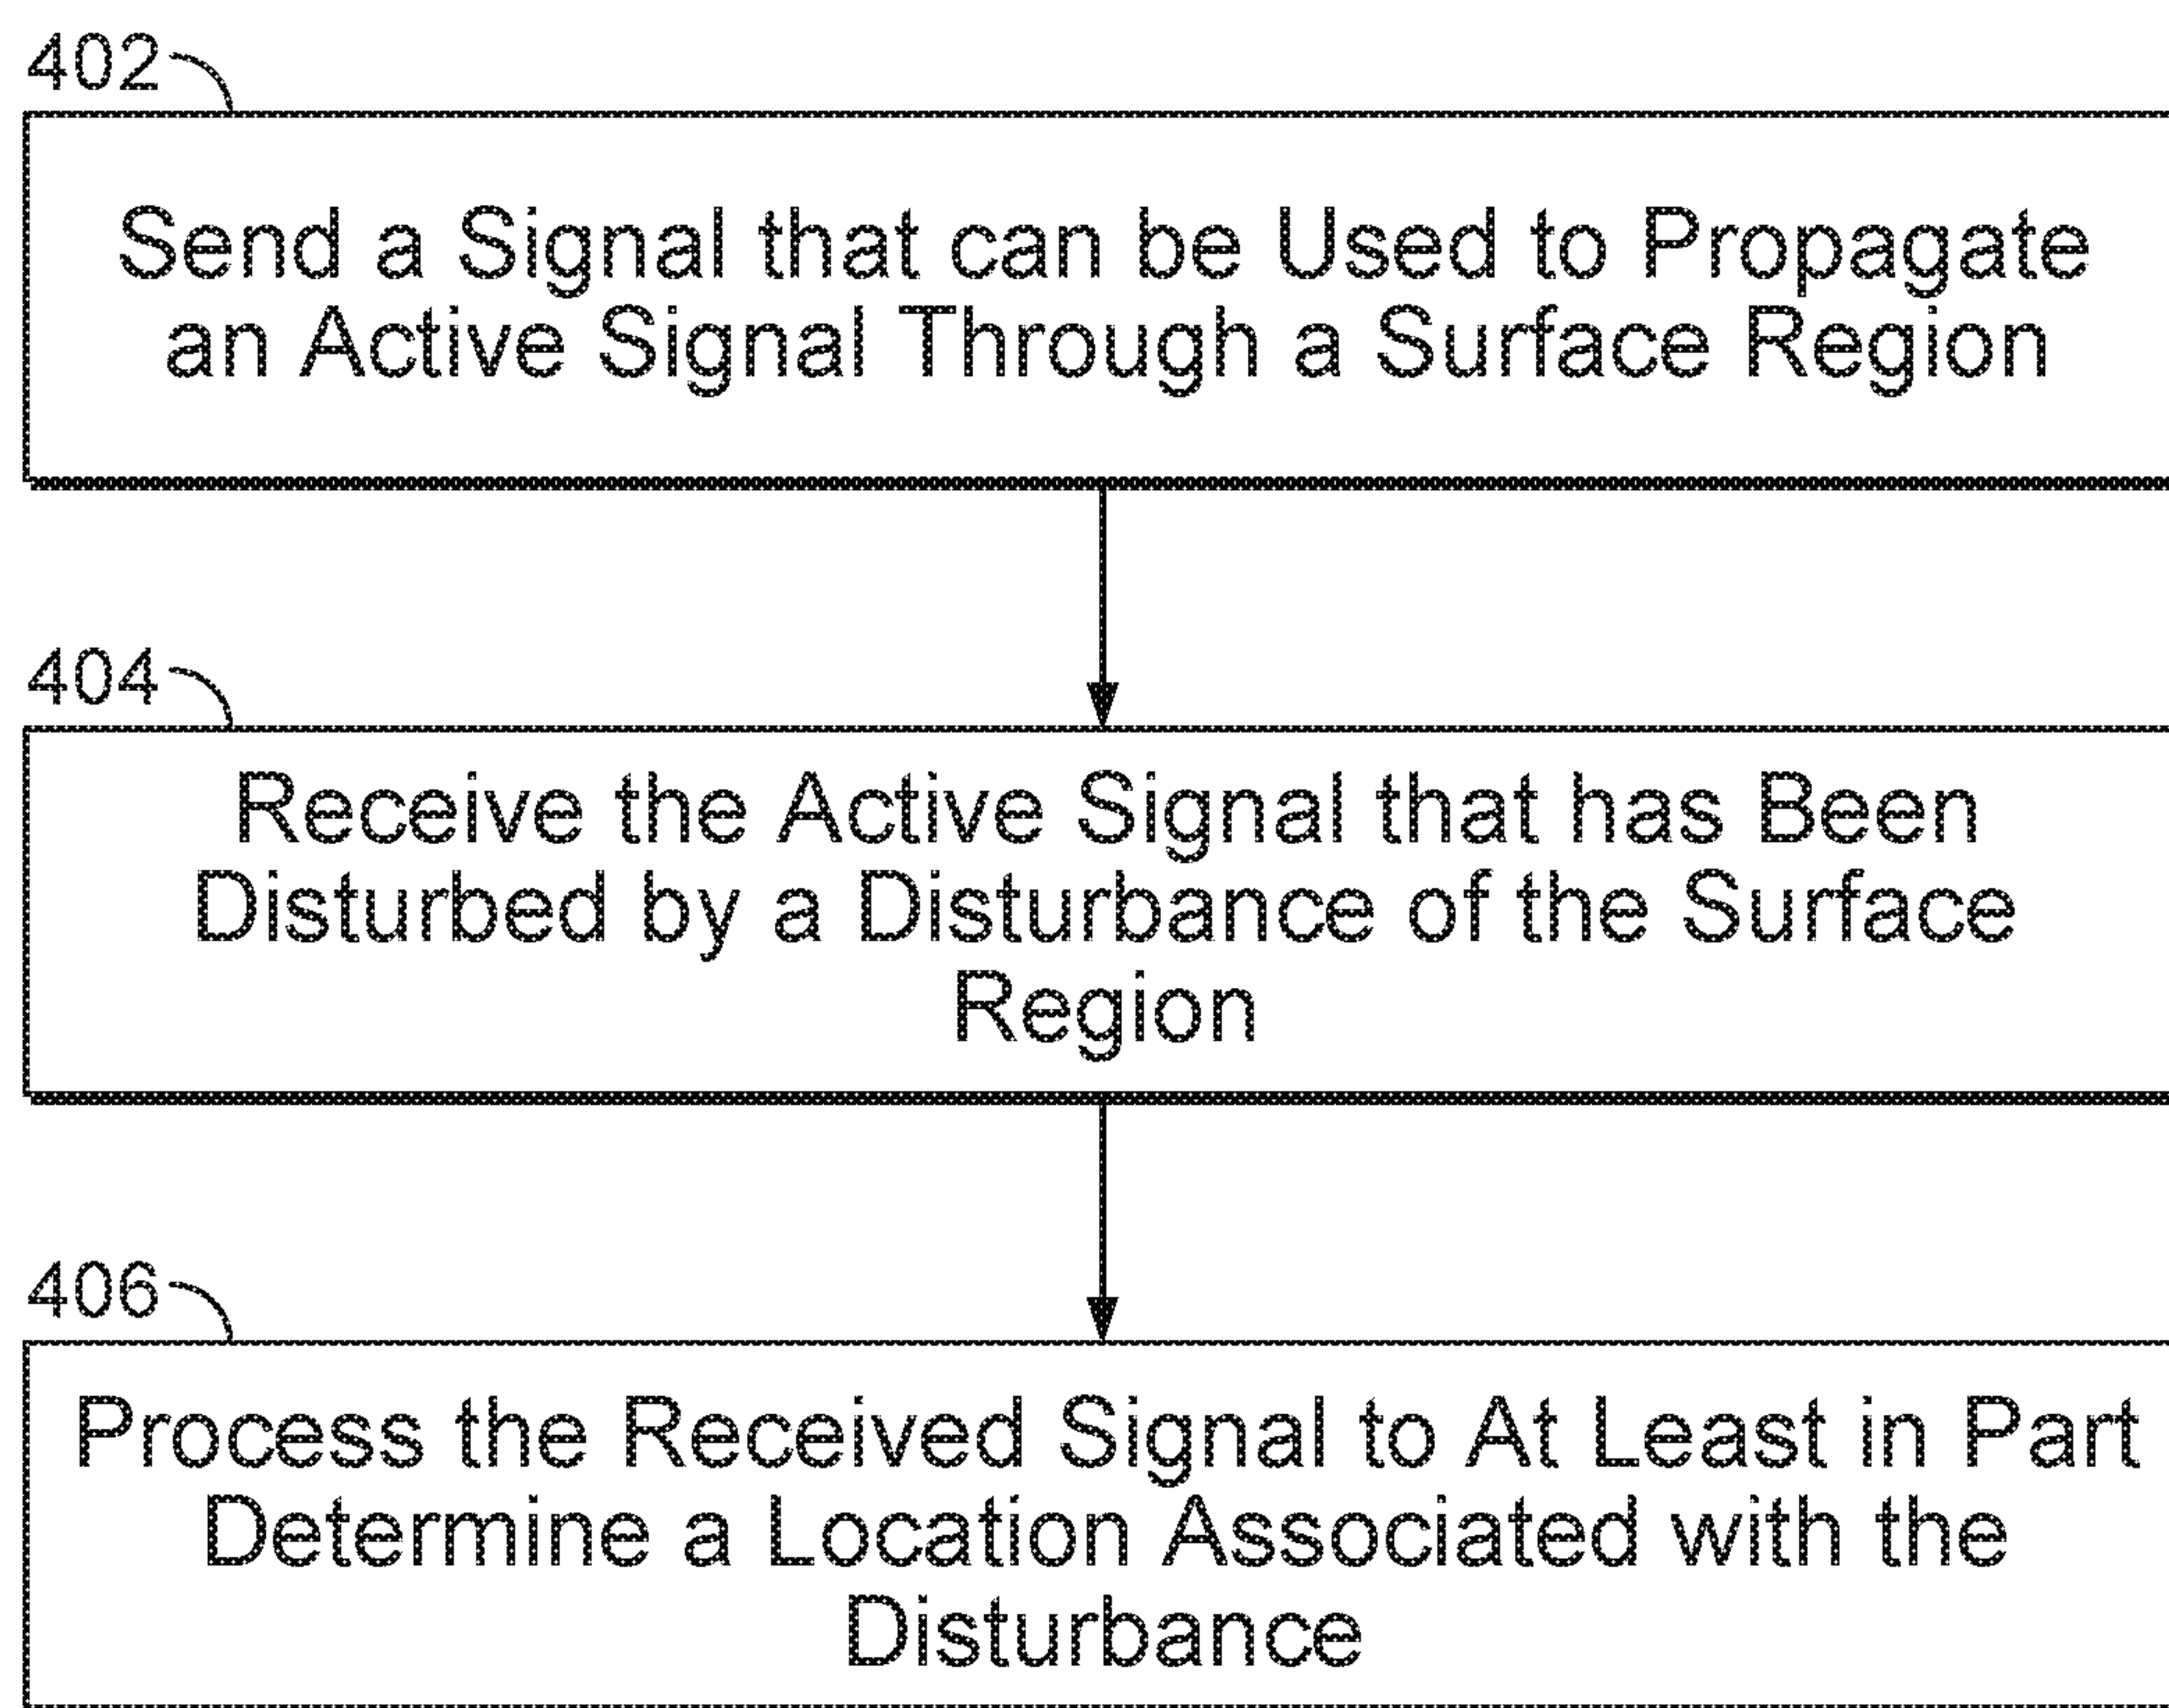 402
Send a Signal that can be Used to Propagate
an Active Signal Through a Surface Region
404
Receive the Active Signal that has Been
Disturbed by a Disturbance of the Surface
Region
406
Process the Received Signal to At Least in Part
Determine a Location Associated with the
Disturbance